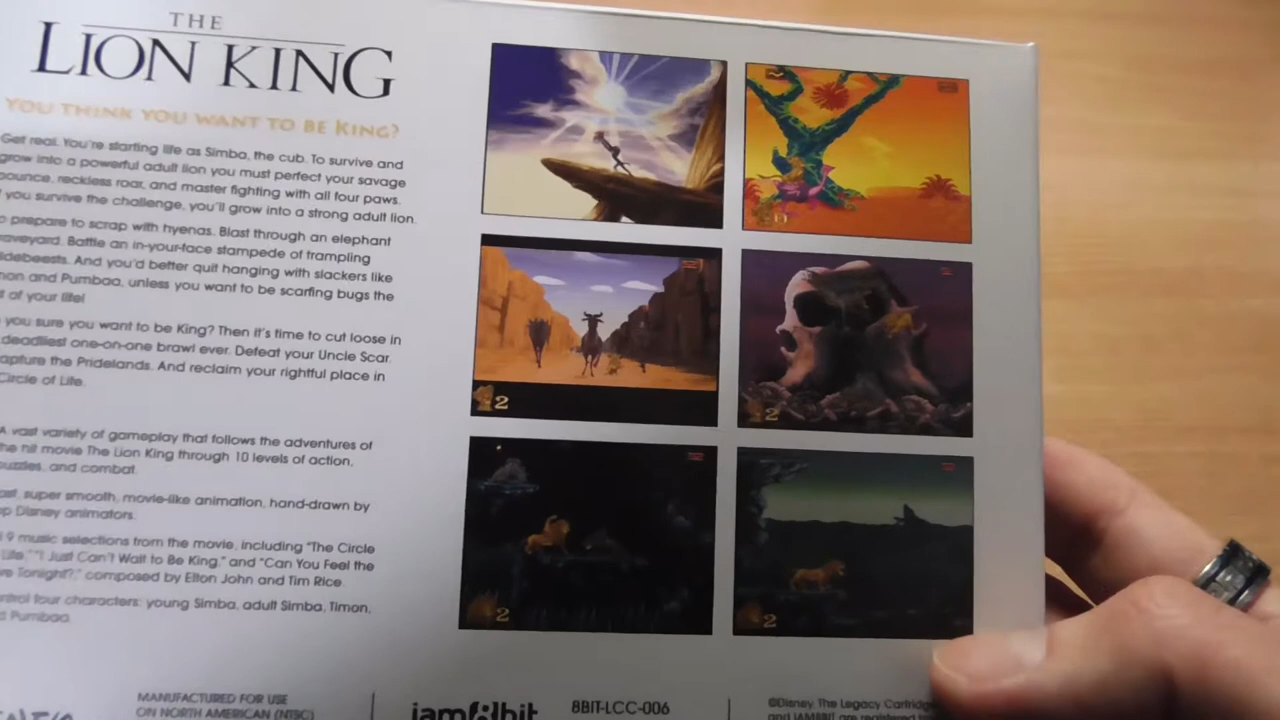 THE
LION KING
YOU THINK YOU WANT TO BE KING?
Get real. You're starting life as Simba, the cub. To survive and
grow into a powerful adult lion you must perfect your savage
pounce, reckless roar, and master fighting with all four paws.
f you survive the challenge, you'll grow into a strong adult lion.
o prepare to scrap with hyenas. Blast through an elephant
raveyard. Battle an in-your-face stampede of trampling
ildebeests. And you'd better quit hanging with slackers like
mon and Pumbaa, unless you want to be scarfing bugs the
t of your life!
you sure you want to be King? Then it's time to cut loose in
deadliest one-on-one brawl ever. Defeat your Uncle Scar.
apture the Pridelands. And reclaim your rightful place in
Circle of Life.
A vast variety of gameplay that follows the adventures of
he hit movie The Lion King through 10 levels of action,
puzzles, and combat.
ast, super smooth, movie-like animation, hand-drawn by
op Disney animators.
l 9 music selections from the movie, including "The Circle
Life," "I Just Can't Wait to Be King," and "Can You Feel the
ve Tonight?," composed by Elton John and Tim Rice.
ntrol four characters: young Simba, adult Simba, Timon,
d Pumbaa.
2
2
2
2
MANUFACTURED FOR USE
ON NORTH AMERICAN (NTSC)
iam8bit
8BIT-LCC-006
©Disney. The Legacy Cartridge
and IAM8BIT are registered